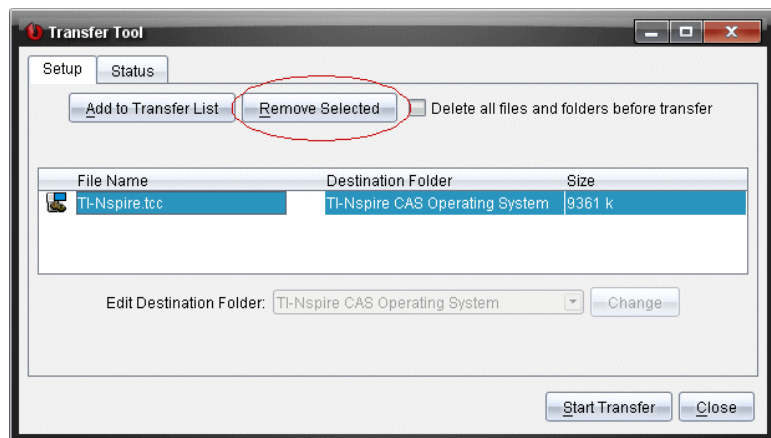 Transfer Tool
Setup Status
Add to Transfer List Remove Selected Delete all files and folders before transfer
File Name Destination Folder Size
TI-Nspire.tcc TI-Nspire CAS Operating System 9361 k
Edit Destination Folder: TI-Nspire CAS Operating System Change
Start Transfer Close